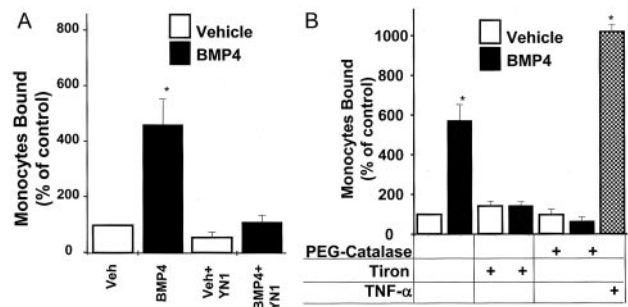 A
Vehicle
BMP4
Monocytes Bound
(% of control)
800
600
400
200
0
Veh
BMP4
Veh+
YN1
BMP4+
YN1
*
B
Vehicle
BMP4
Monocytes Bound
(% of control)
1000
800
600
400
200
0
*
*
PEG-Catalase + +
Tiron + +
TNF-α +